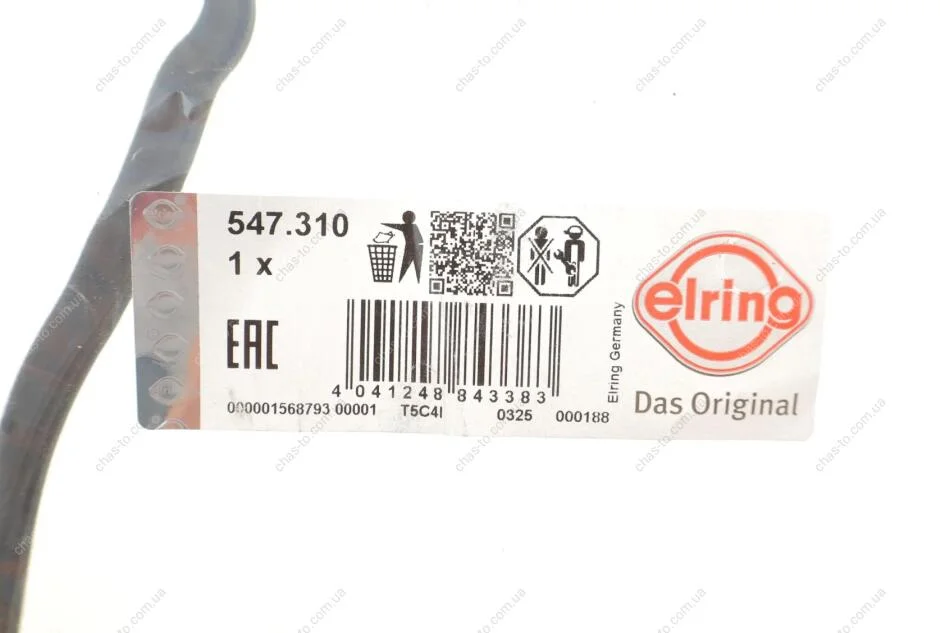 547.310
1 x
EAC
4 041248 843383
000001568793 00001 T5C4I 0325 000188
Elring Germany
elring
Das Original
chas-to.com.ua